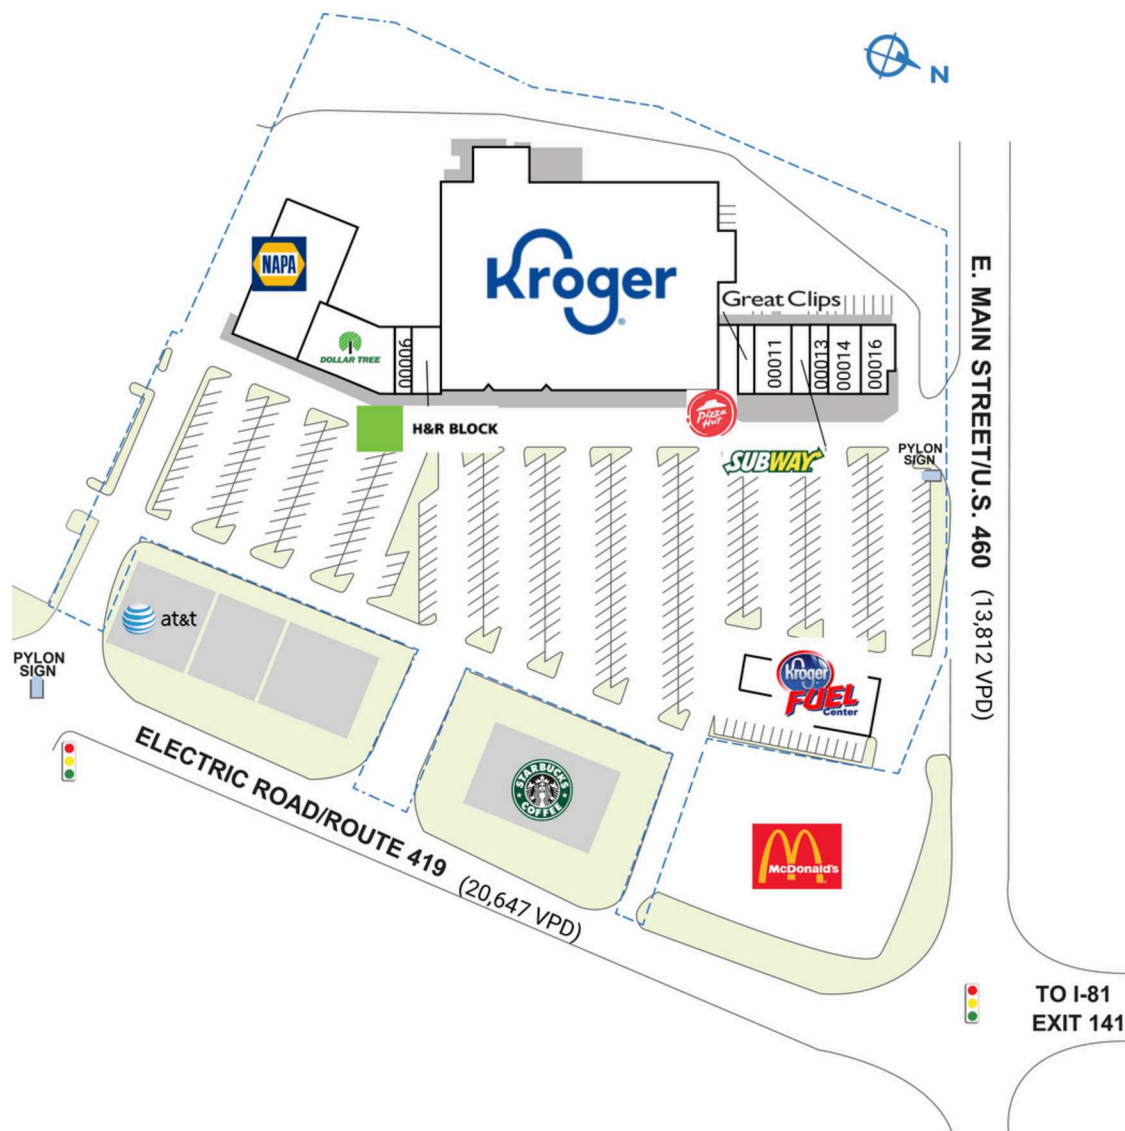 N
NAPA
Kroger
Great Clips
DOLLAR TREE
00006
00011
00013
00014
00016
H&R BLOCK
Pizza
Hut
SUBWAY
PYLON
SIGN
E. MAIN STREET/U.S. 460 (13,812 VPD)
at&t
PYLON
SIGN
Kroger
FUEL
Center
ELECTRIC ROAD/ROUTE 419 (20,647 VPD)
STARBUCKS
COFFEE
McDonald's
TO I-81
EXIT 141